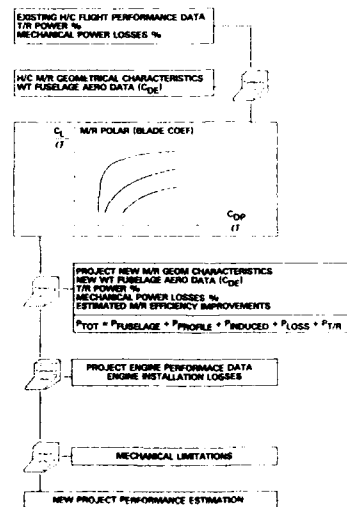 EXISTING H/C FLIGHT PERFORMANCE DATA
T/R POWER %
MECHANICAL POWER LOSSES %
H/C M/R GEOMETRICAL CHARACTERISTICS
WT FUSELAGE AERO DATA (CDE)
CL
σ
M/R POLAR (BLADE COEF)
CDP
σ
PROJECT NEW M/R GEOM CHARACTERISTICS
NEW WT FUSELAGE AERO DATA (CDE)
T/R POWER %
MECHANICAL POWER LOSSES %
ESTIMATED M/R EFFICIENCY IMPROVEMENTS
PTOT = PFUSELAGE + PPROFILE + PINDUCED + PLOSS + PT/R
PROJECT ENGINE PERFORMACE DATA
ENGINE INSTALLATION LOSSES
MECHANICAL LIMITATIONS
NEW PROJECT PERFORMANCE ESTIMATION